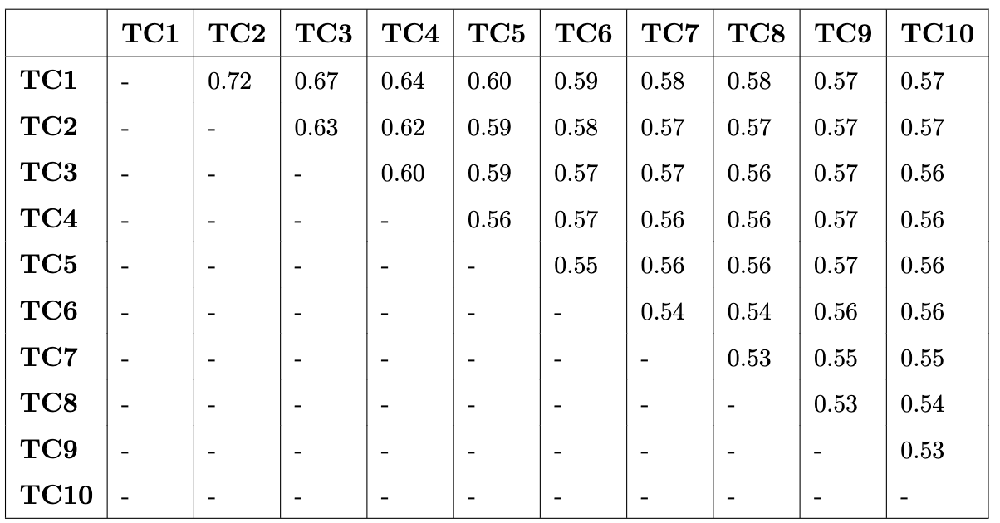 TC1 TC2 TC3 TC4 TC5 TC6 TC7 TC8 TC9 TC10
TC1 - 0.72 0.67 0.64 0.60 0.59 0.58 0.58 0.57 0.57
TC2 - - 0.63 0.62 0.59 0.58 0.57 0.57 0.57 0.57
TC3 - - - 0.60 0.59 0.57 0.57 0.56 0.57 0.56
TC4 - - - - 0.56 0.57 0.56 0.56 0.57 0.56
TC5 - - - - - 0.55 0.56 0.56 0.57 0.56
TC6 - - - - - - 0.54 0.54 0.56 0.56
TC7 - - - - - - - 0.53 0.55 0.55
TC8 - - - - - - - - 0.53 0.54
TC9 - - - - - - - - - 0.53
TC10 - - - - - - - - - -